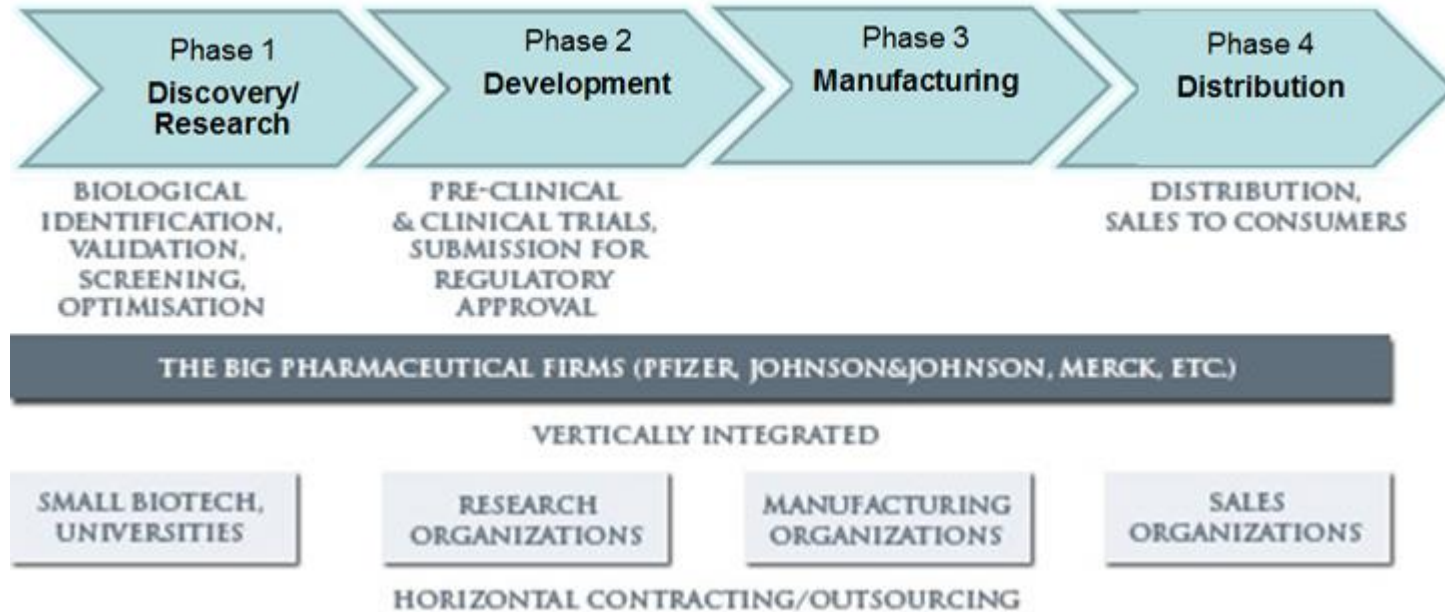 Phase 1
Discovery/
Research
Phase 2
Development
Phase 3
Manufacturing
Phase 4
Distribution
BIOLOGICAL
IDENTIFICATION,
VALIDATION,
SCREENING,
OPTIMISATION
PRE-CLINICAL
& CLINICAL TRIALS,
SUBMISSION FOR
REGULATORY
APPROVAL
DISTRIBUTION,
SALES TO CONSUMERS
THE BIG PHARMACEUTICAL FIRMS (PFIZER, JOHNSON&JOHNSON, MERCK, ETC.)
VERTICALLY INTEGRATED
SMALL BIOTECH,
UNIVERSITIES
RESEARCH
ORGANIZATIONS
MANUFACTURING
ORGANIZATIONS
SALES
ORGANIZATIONS
HORIZONTAL CONTRACTING/OUTSOURCING